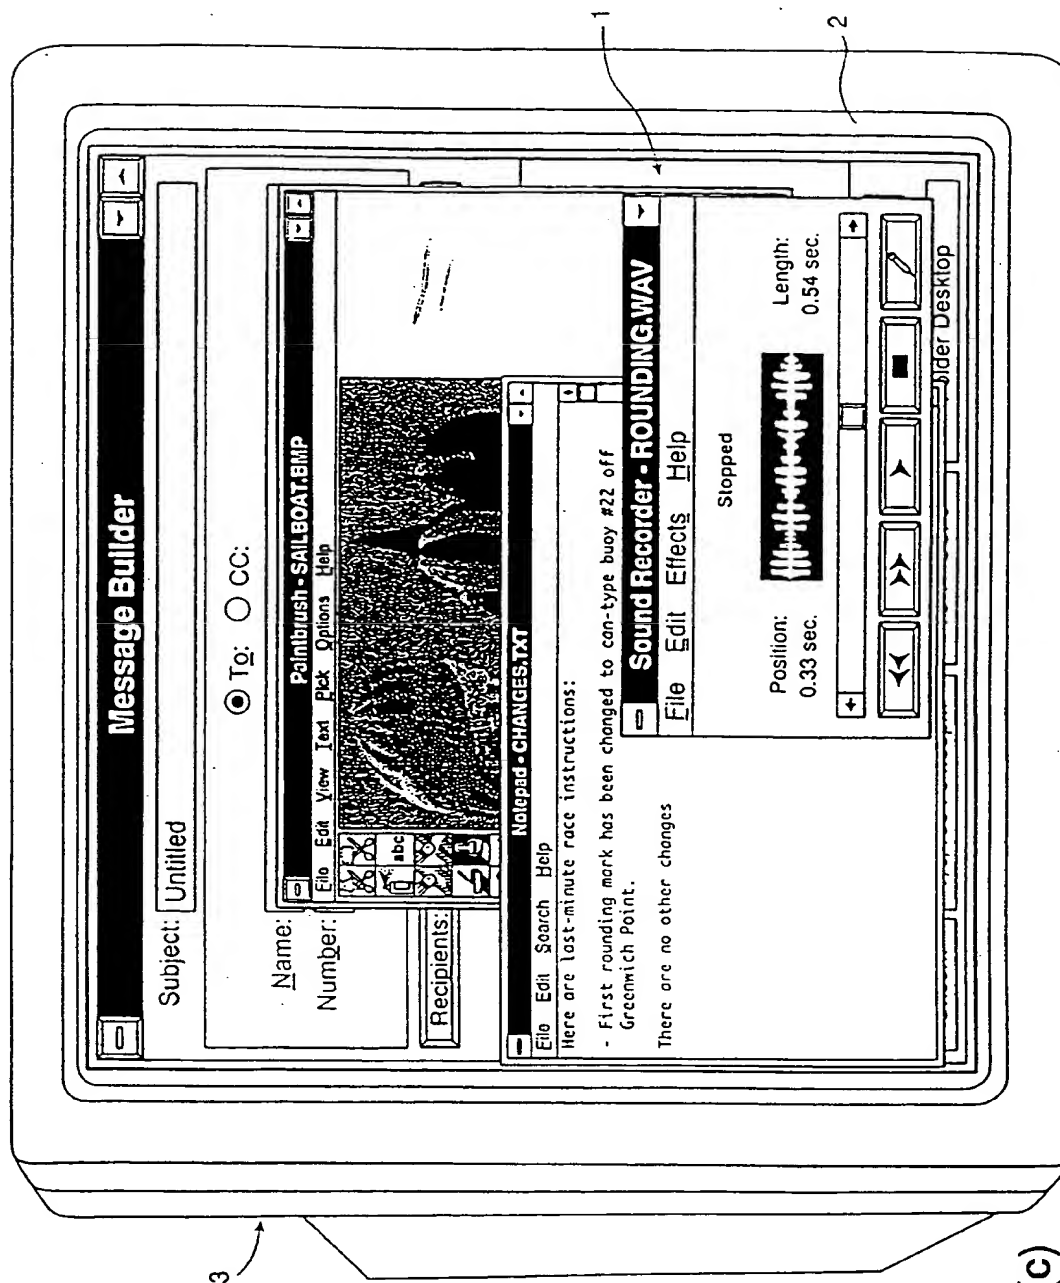 Message Builder
Subject: Untitled
To: CC:
Name:
Number:
Recipients:
Paintbrush - SAILBOAT.BMP
File Edit View Text Pick Options Help
abc
Notepad - CHANGES.TXT
File Edit Search Help
Here are last-minute race instructions:
- First rounding mark has been changed to can-type buoy #22 off
Greenwich Point.
There are no other changes
Sound Recorder - ROUNDING.WAV
File Edit Effects Help
Stopped
Position:
0.33 sec.
Length:
0.54 sec.
older Desktop
1
2
3
c)